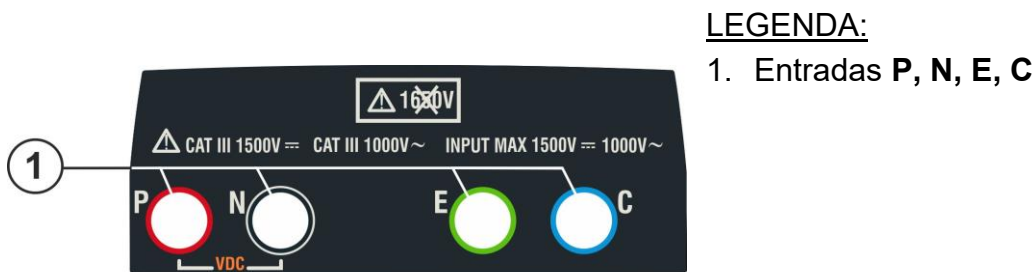 LEGENDA:
1. Entradas P, N, E, C
⚠ V
⚠ CAT III 1500V ⎓ CAT III 1000V~ INPUT MAX 1500V ⎓ 1000V~
1
P N E C
VDC